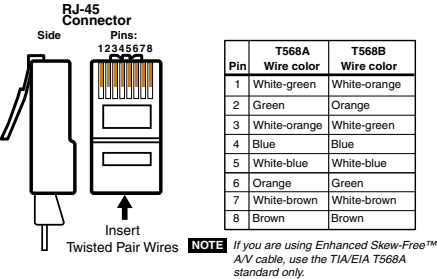 RJ-45
Connector
Side
Pins:
12345678
Insert
Twisted Pair Wires
Pin T568A Wire color T568B Wire color
1 White-green White-orange
2 Green Orange
3 White-orange White-green
4 Blue Blue
5 White-blue White-blue
6 Orange Green
7 White-brown White-brown
8 Brown Brown
NOTE If you are using Enhanced Skew-Free™
A/V cable, use the TIA/EIA T568A
standard only.